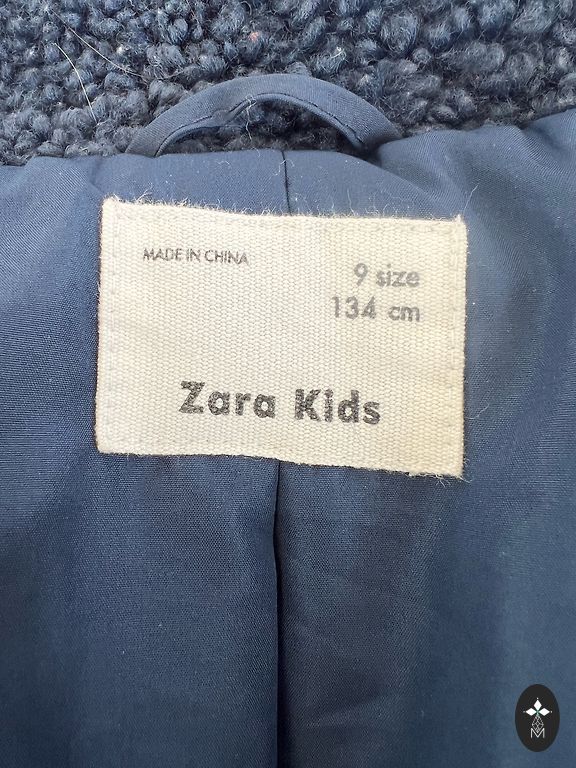 MADE IN CHINA
9 size
134 cm
Zara Kids
M